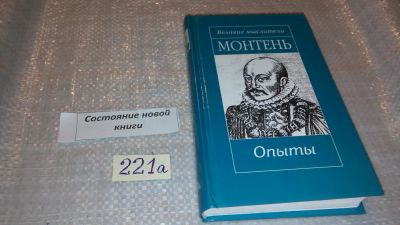 Великие мыслители
МОНТЕНЬ
Опыты
Состояние новой
книги
221а